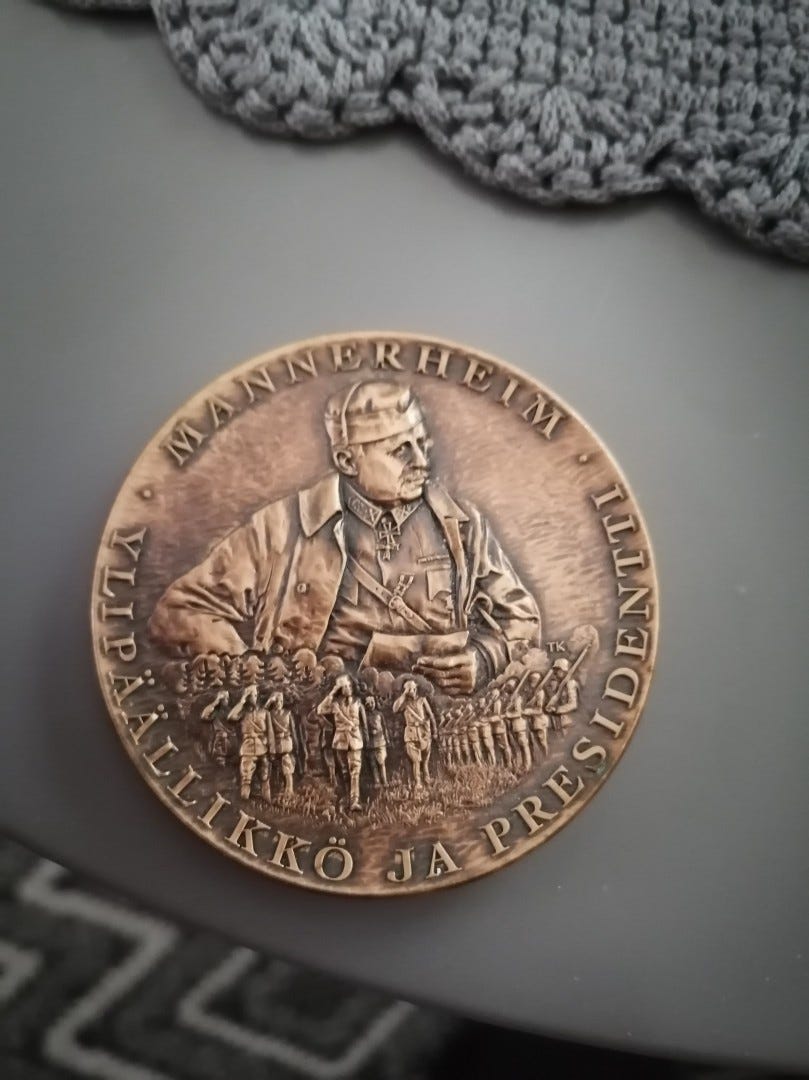 · MANNERHEIM ·
YLIPÄÄLLIKKÖ JA PRESIDENTTI
TK